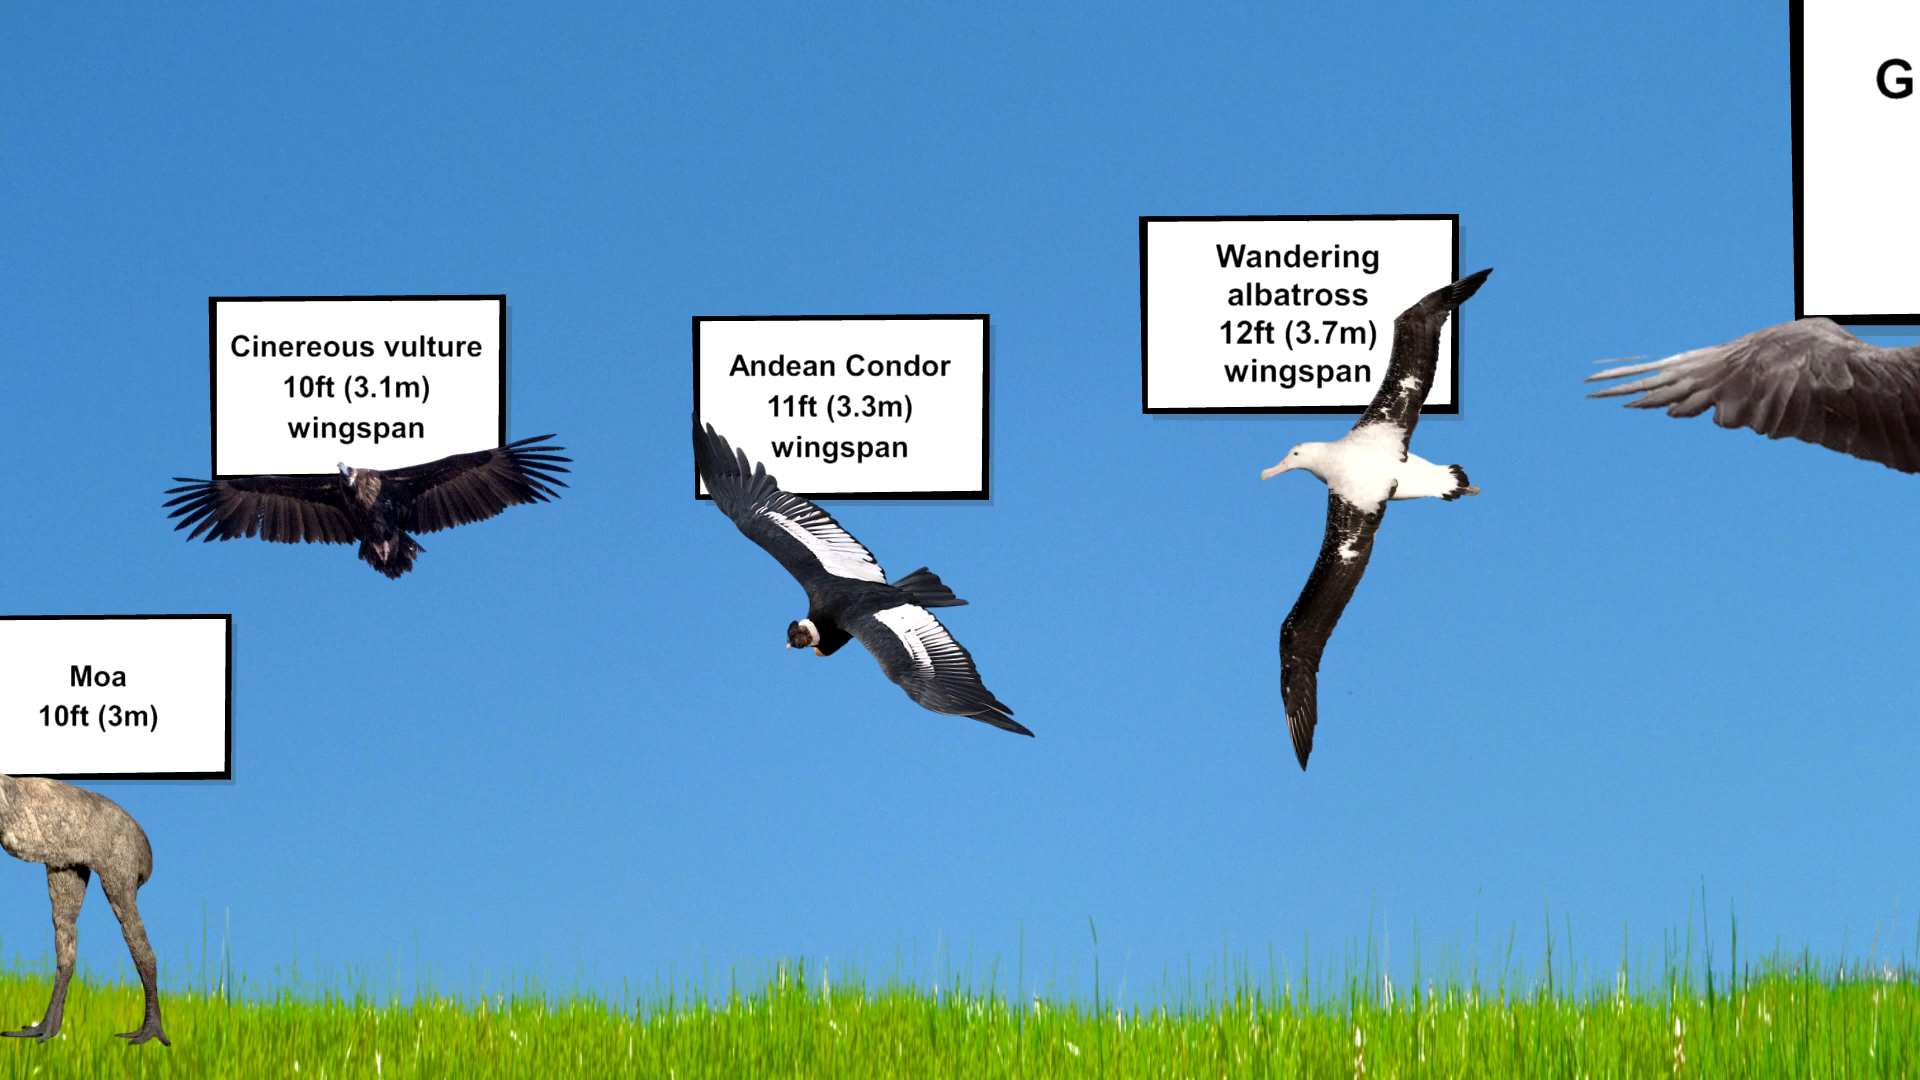 Cinereous vulture
10ft (3.1m)
wingspan
Andean Condor
11ft (3.3m)
wingspan
Wandering
albatross
12ft (3.7m)
wingspan
G
Moa
10ft (3m)